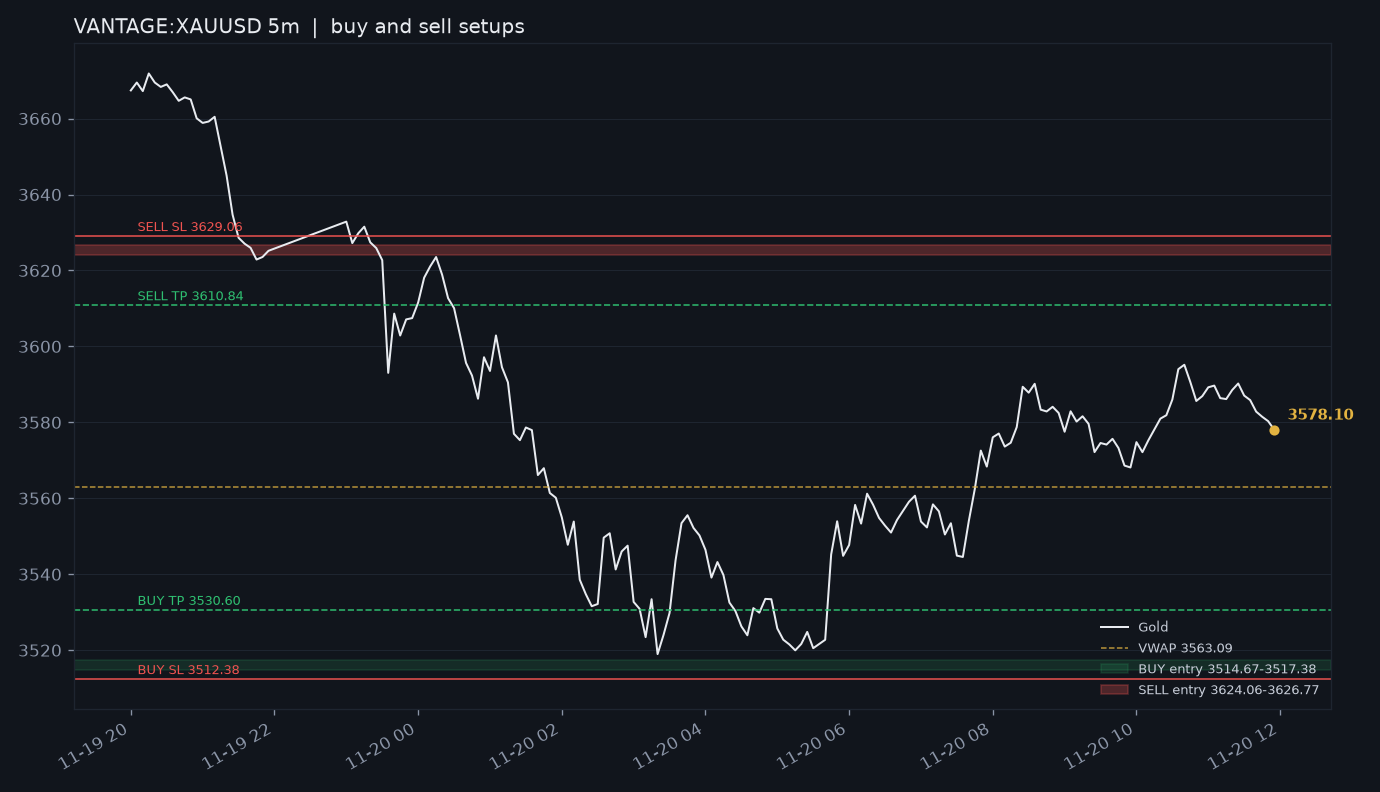 VANTAGE:XAUUSD 5m | buy and sell setups
3660
3640
SELL SL 3629.06
3620
SELL TP 3610.84
3600
3580
3578.10
3560
3540
BUY TP 3530.60
3520
BUY SL 3512.38
Gold
VWAP 3563.09
BUY entry 3514.67-3517.38
SELL entry 3624.06-3626.77
11-19 20
11-19 22
11-20 00
11-20 02
11-20 04
11-20 06
11-20 08
11-20 10
11-20 12